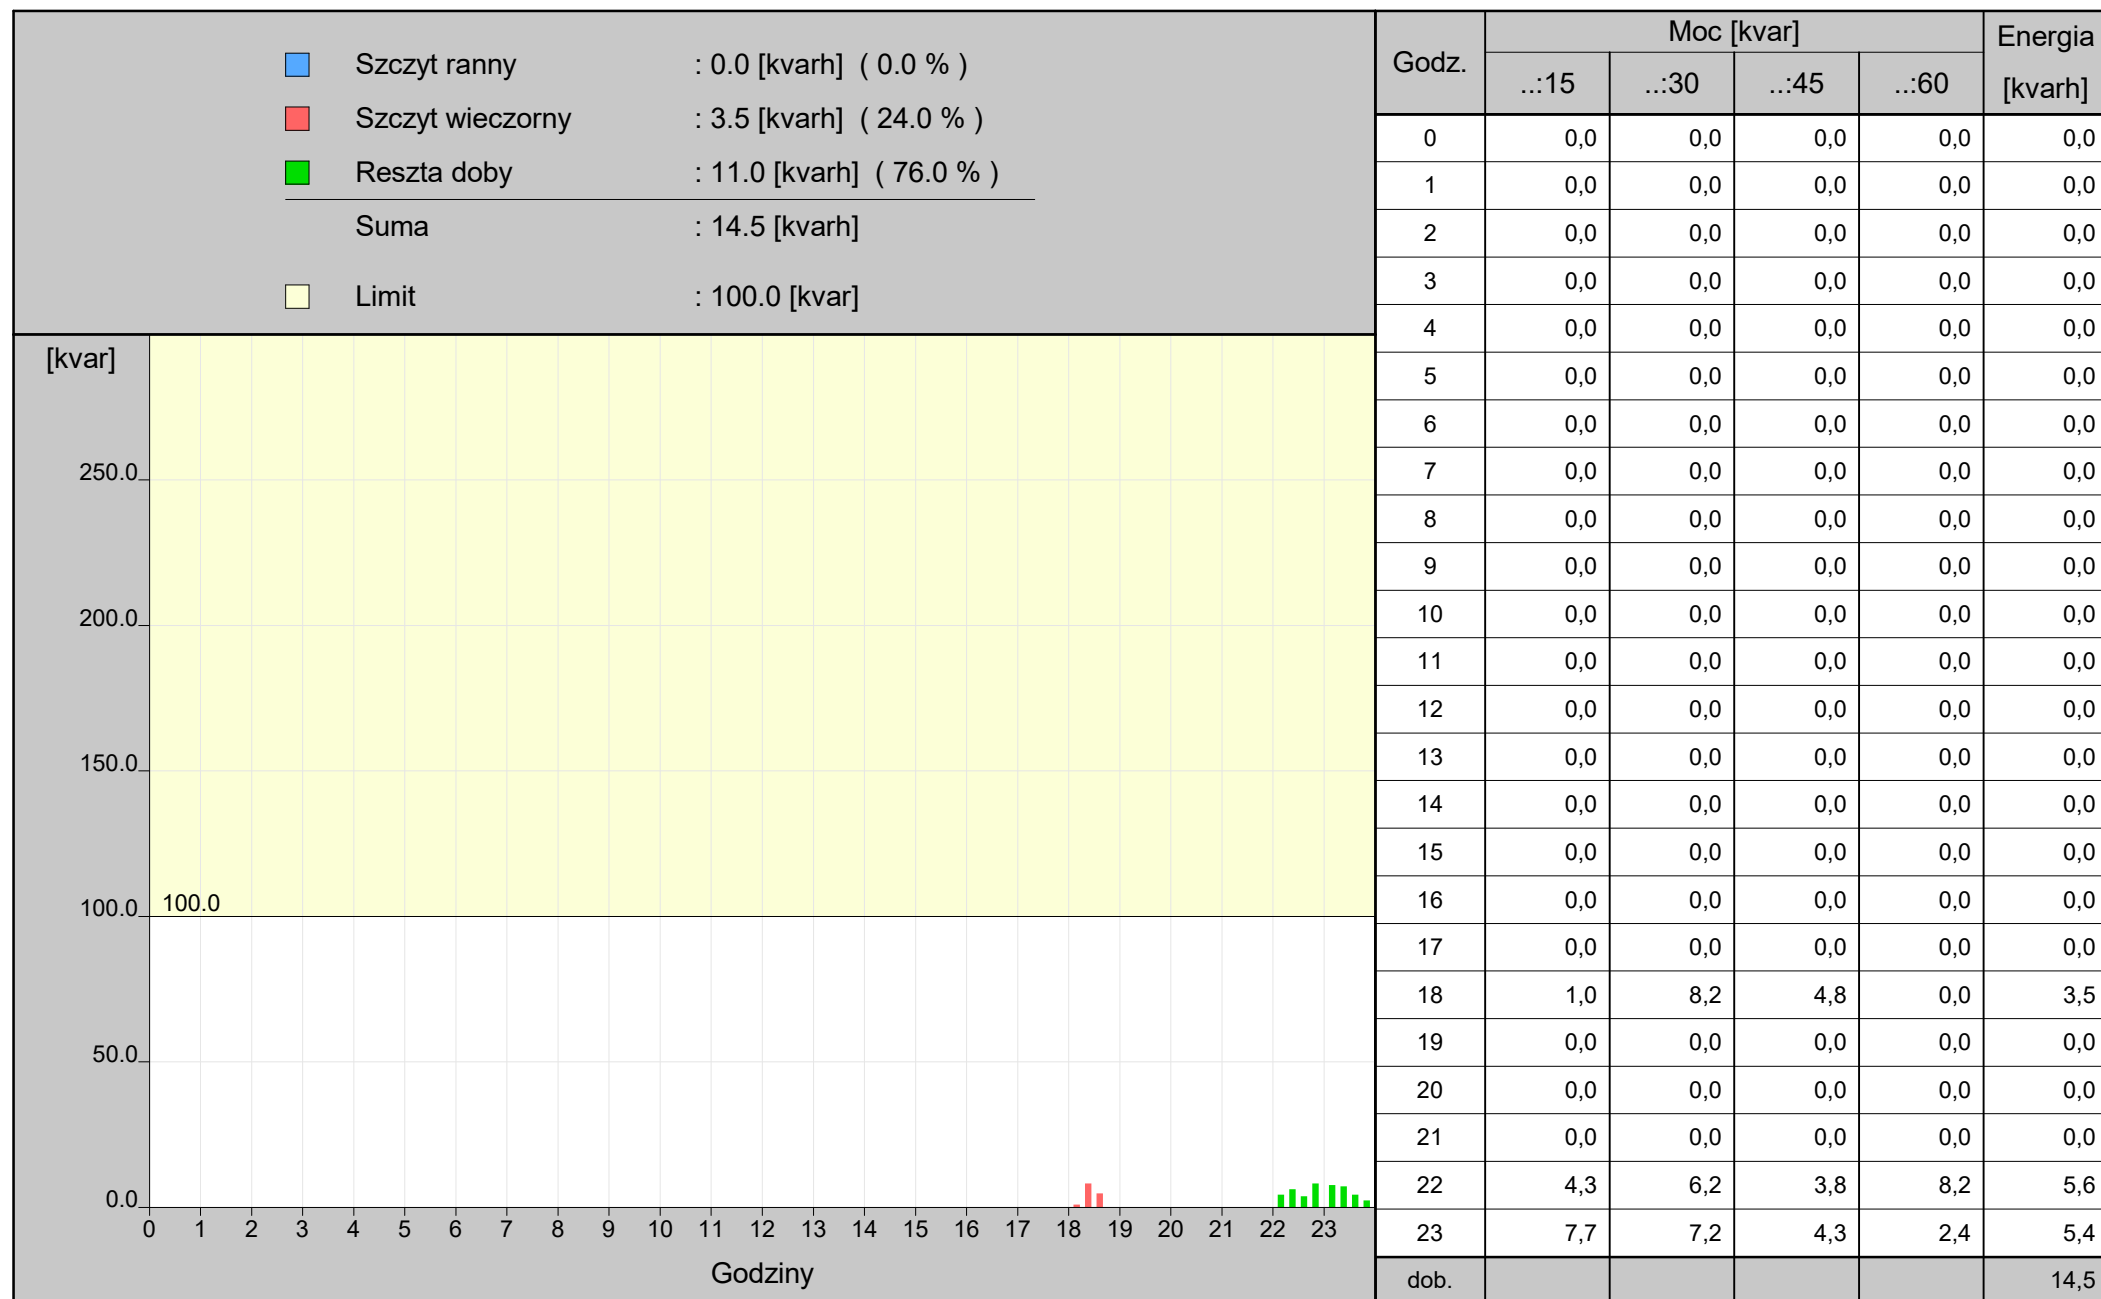 Szczyt ranny : 0.0 [kvarh] ( 0.0 % )
Szczyt wieczorny : 3.5 [kvarh] ( 24.0 % )
Reszta doby : 11.0 [kvarh] ( 76.0 % )
Suma : 14.5 [kvarh]
Limit : 100.0 [kvar]
[kvar]
250.0
200.0
150.0
100.0 100.0
50.0
0.0
0 1 2 3 4 5 6 7 8 9 10 11 12 13 14 15 16 17 18 19 20 21 22 23
Godziny
Godz. Moc [kvar] Energia
..:15 ..:30 ..:45 ..:60 [kvarh]
0 0,0 0,0 0,0 0,0 0,0
1 0,0 0,0 0,0 0,0 0,0
2 0,0 0,0 0,0 0,0 0,0
3 0,0 0,0 0,0 0,0 0,0
4 0,0 0,0 0,0 0,0 0,0
5 0,0 0,0 0,0 0,0 0,0
6 0,0 0,0 0,0 0,0 0,0
7 0,0 0,0 0,0 0,0 0,0
8 0,0 0,0 0,0 0,0 0,0
9 0,0 0,0 0,0 0,0 0,0
10 0,0 0,0 0,0 0,0 0,0
11 0,0 0,0 0,0 0,0 0,0
12 0,0 0,0 0,0 0,0 0,0
13 0,0 0,0 0,0 0,0 0,0
14 0,0 0,0 0,0 0,0 0,0
15 0,0 0,0 0,0 0,0 0,0
16 0,0 0,0 0,0 0,0 0,0
17 0,0 0,0 0,0 0,0 0,0
18 1,0 8,2 4,8 0,0 3,5
19 0,0 0,0 0,0 0,0 0,0
20 0,0 0,0 0,0 0,0 0,0
21 0,0 0,0 0,0 0,0 0,0
22 4,3 6,2 3,8 8,2 5,6
23 7,7 7,2 4,3 2,4 5,4
dob. 14,5